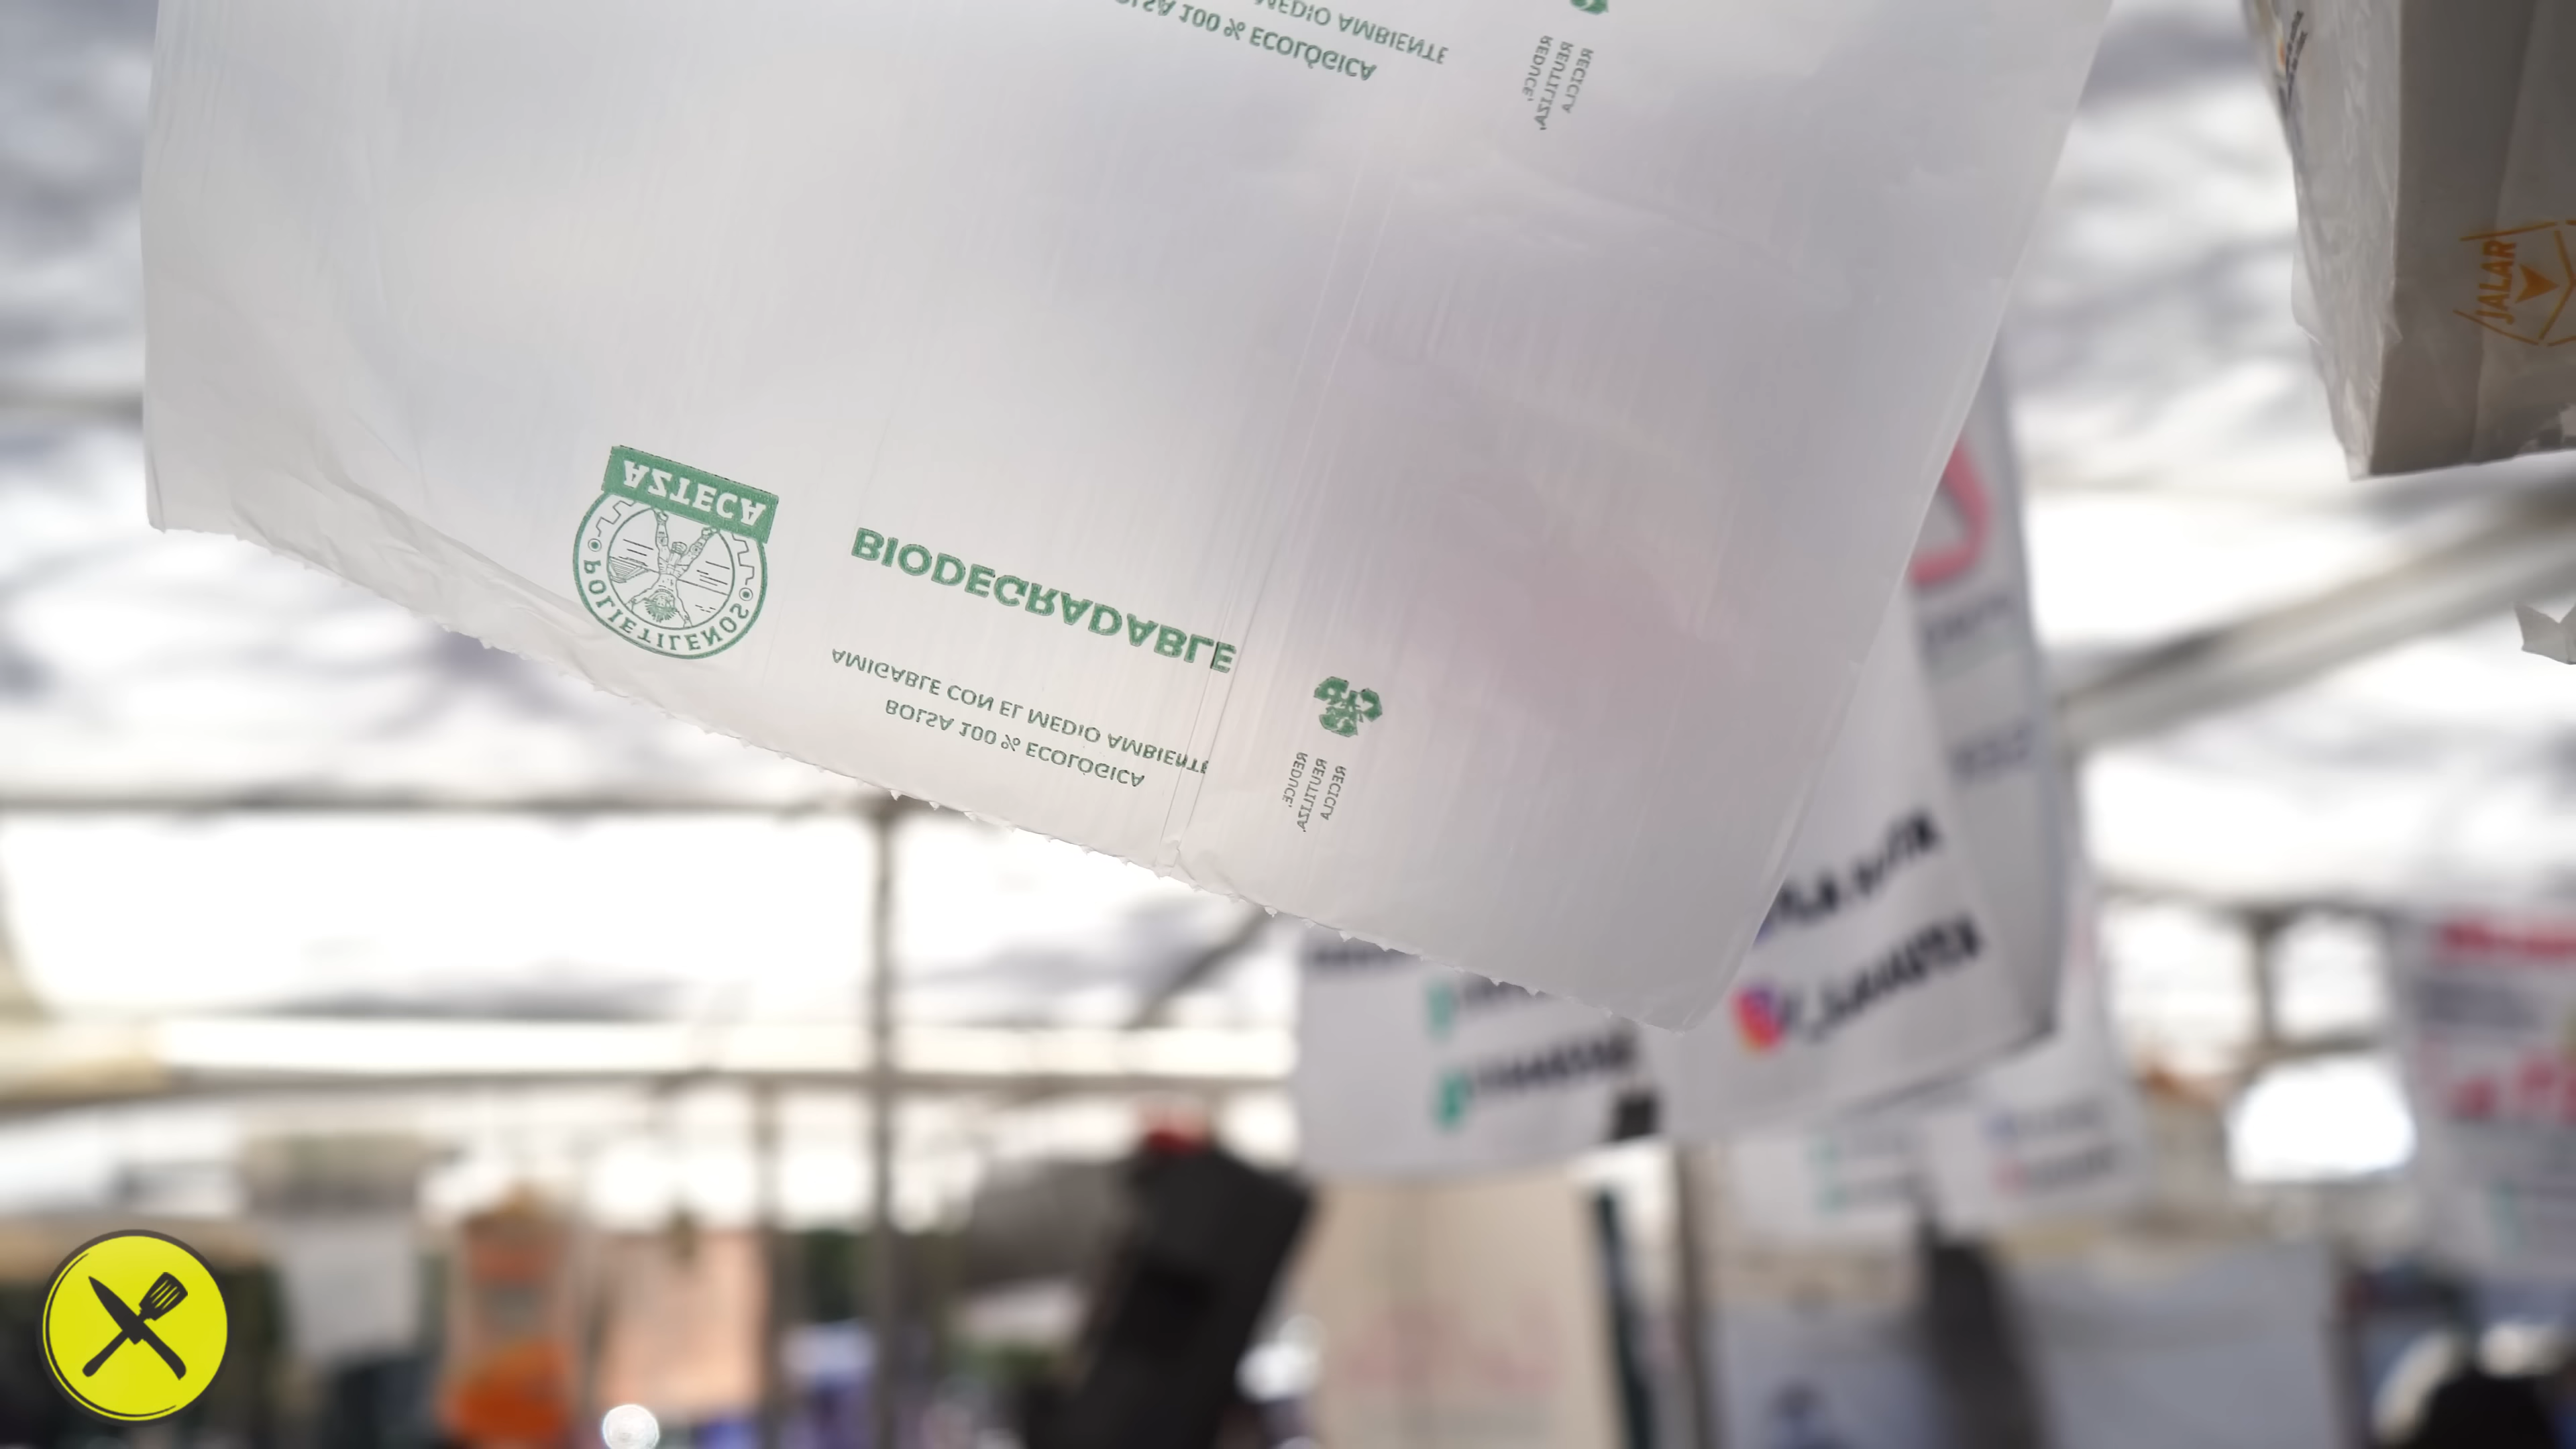 BOLSA 100 % ECOLÓGICA
MEDIO AMBIENTE
REDUCE,
REUTILIZA,
RECICLA
JALAR
POLIETILENOS
AZTECA
BOLSA 100 % ECOLÓGICA
AMIGABLE CON EL MEDIO AMBIENTE
BIODEGRADABLE
REDUCE,
REUTILIZA,
RECICLA